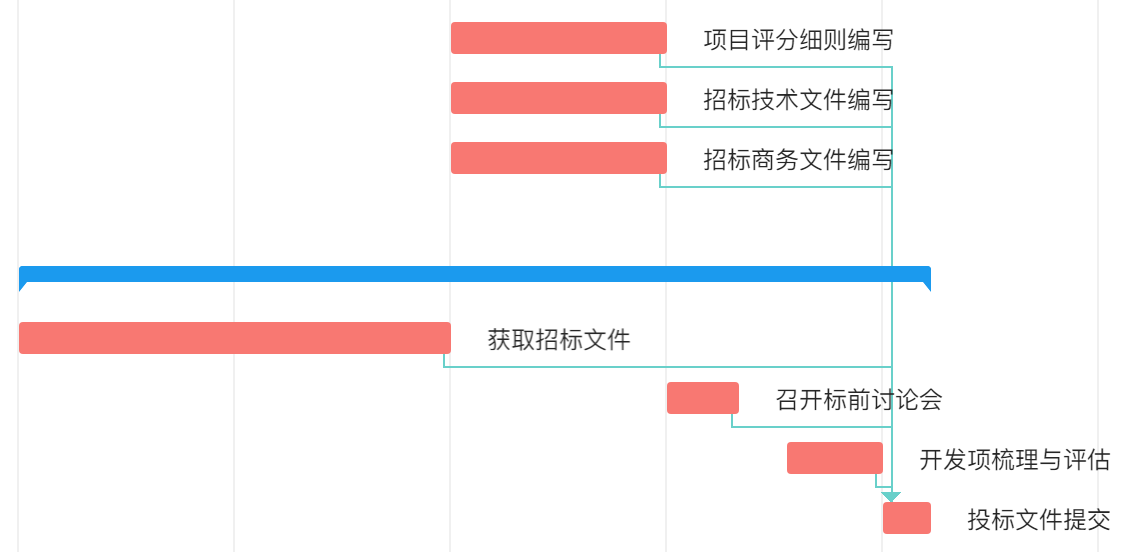 项目评分细则编写
招标技术文件编写
招标商务文件编写
获取招标文件
召开标前讨论会
开发项梳理与评估
投标文件提交